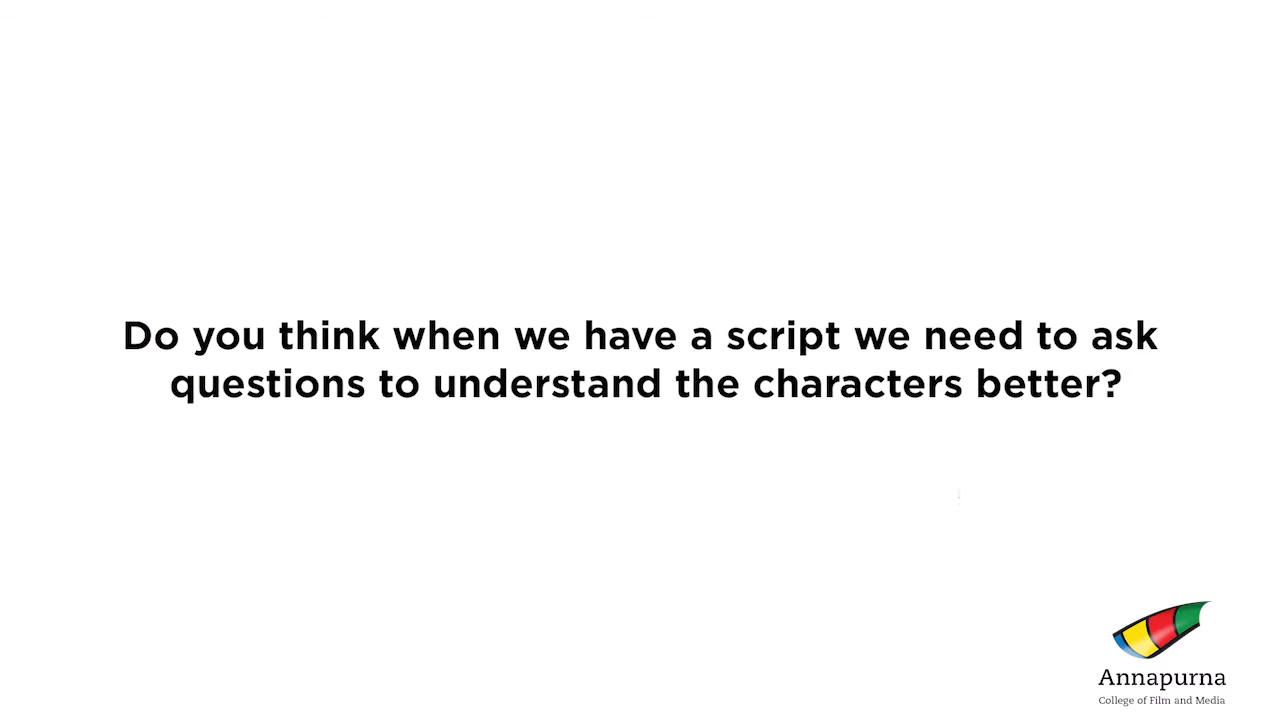 Do you think when we have a script we need to ask
questions to understand the characters better?
Annapurna
College of Film and Media